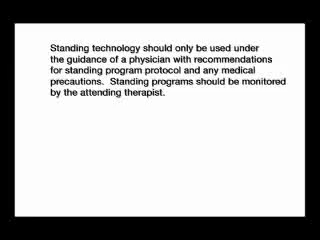 Standing technology should only be used under
the guidance of a physician with recommendations
for standing program protocol and any medical
precautions.  Standing programs should be monitored
by the attending therapist.